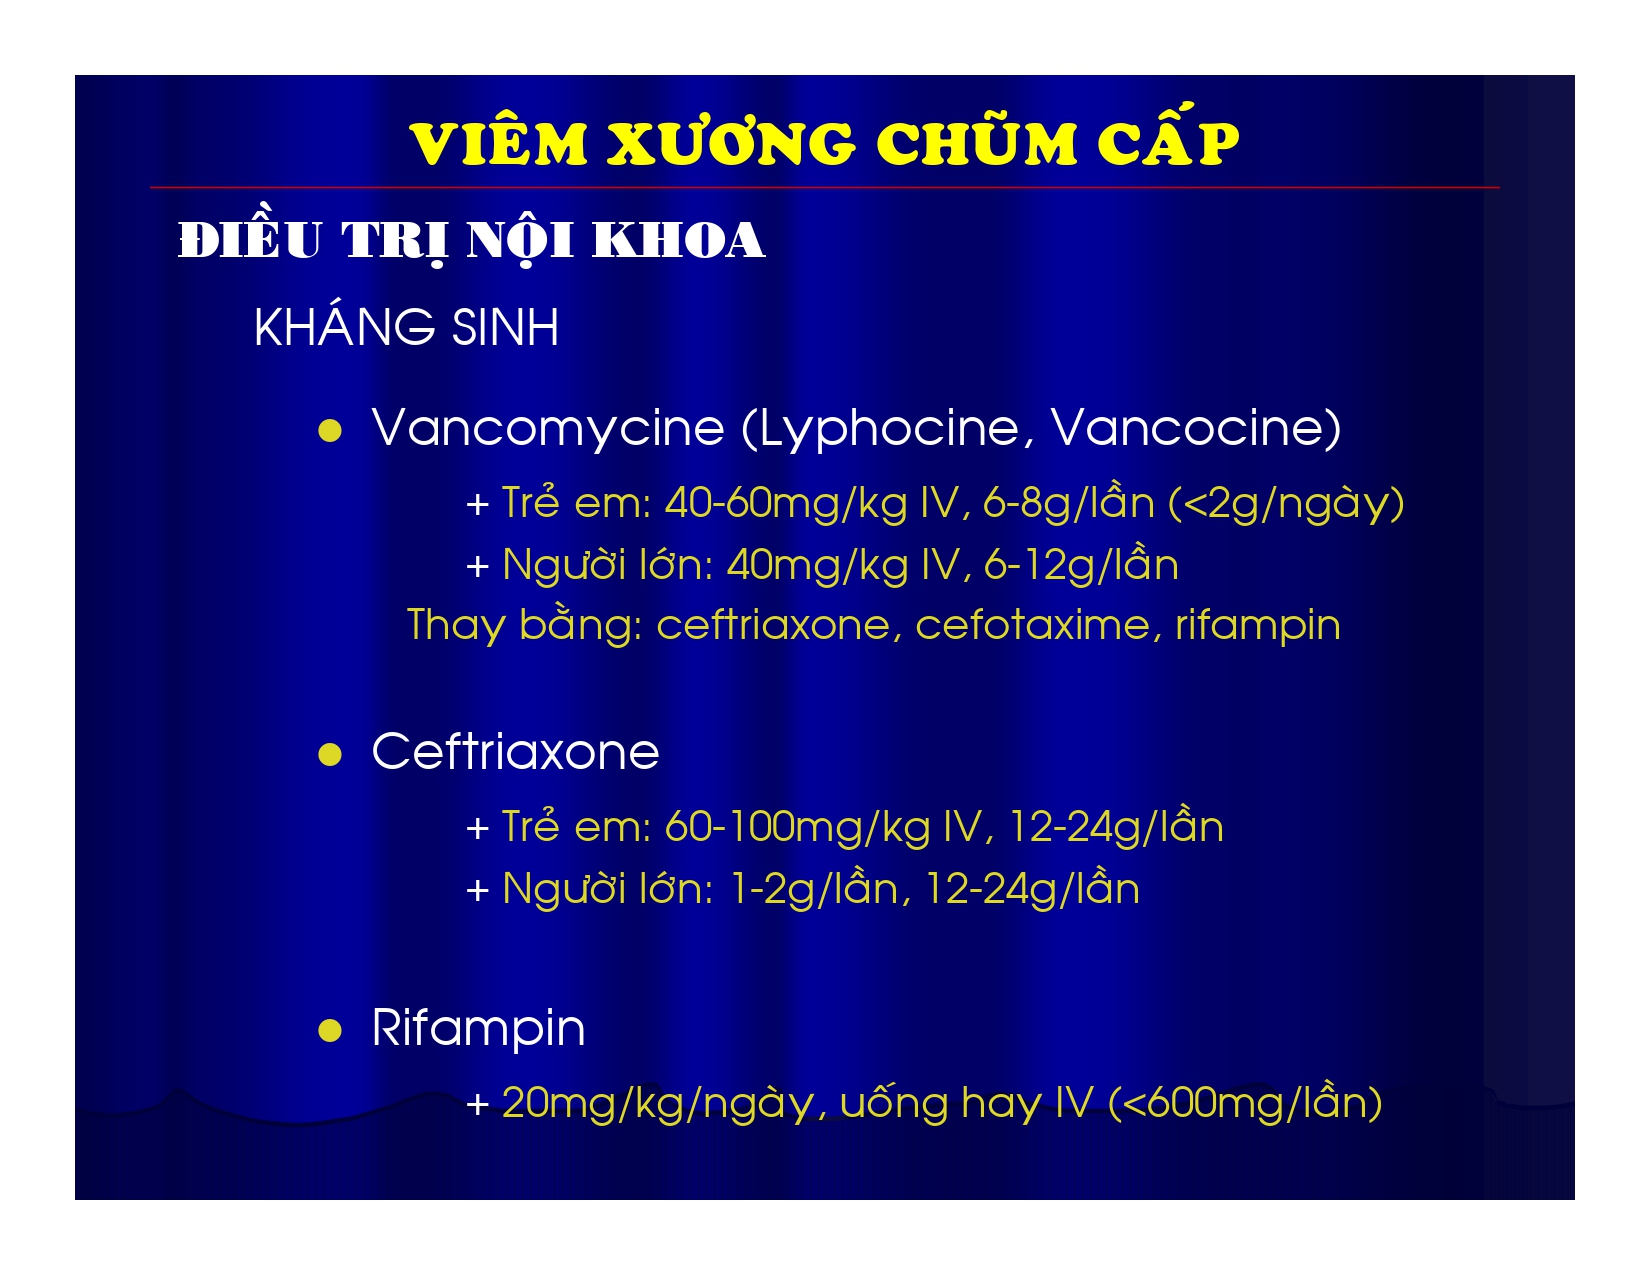 VIÊM XƯƠNG CHŨM CẤP
ĐIỀU TRỊ NỘI KHOA
KHÁNG SINH
● Vancomycine (Lyphocine, Vancocine)
+ Trẻ em: 40-60mg/kg IV, 6-8g/lần (<2g/ngày)
+ Người lớn: 40mg/kg IV, 6-12g/lần
Thay bằng: ceftriaxone, cefotaxime, rifampin
● Ceftriaxone
+ Trẻ em: 60-100mg/kg IV, 12-24g/lần
+ Người lớn: 1-2g/lần, 12-24g/lần
● Rifampin
+ 20mg/kg/ngày, uống hay IV (<600mg/lần)